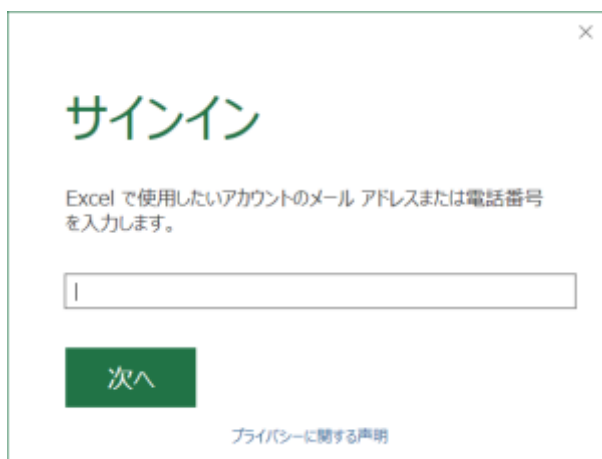 サインイン
Excel で使用したいアカウントのメール アドレスまたは電話番号
を入力します。
次へ
プライバシーに関する声明